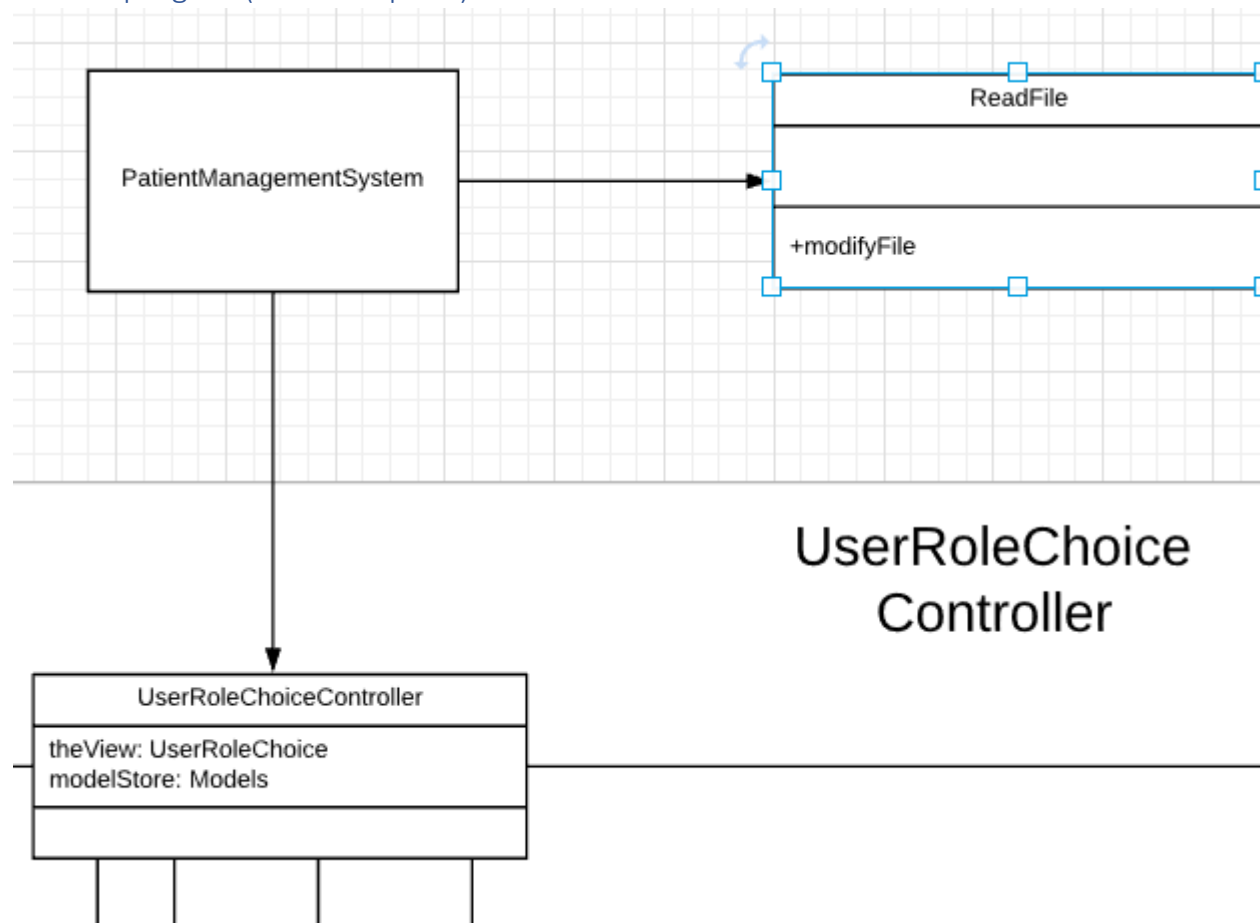 ReadFile
PatientManagementSystem
+modifyFile
UserRoleChoice
Controller
UserRoleChoiceController
theView: UserRoleChoice
modelStore: Models